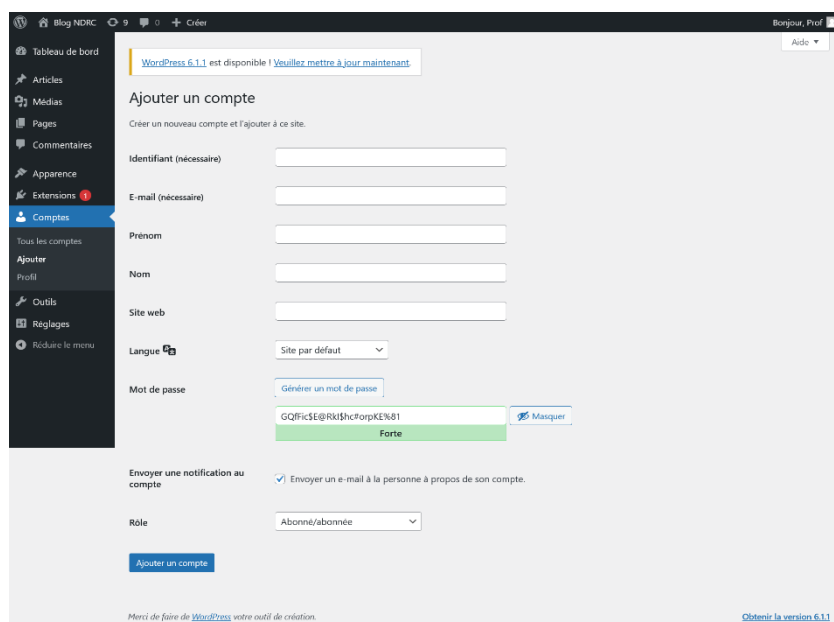 Blog NDRC 9 0 + Créer Bonjour, Prof
Aide ▼
Tableau de bord
Articles
Médias
Pages
Commentaires
Apparence
Extensions 1
Comptes
Tous les comptes
Ajouter
Profil
Outils
Réglages
Réduire le menu
WordPress 6.1.1 est disponible ! Veuillez mettre à jour maintenant.
Ajouter un compte
Créer un nouveau compte et l'ajouter à ce site.
Identifiant (nécessaire)
E-mail (nécessaire)
Prénom
Nom
Site web
Langue Site par défaut
Mot de passe Générer un mot de passe
GQfFic$E@RkI$hc#orpKE%81 Masquer
Forte
Envoyer une notification au
compte
Envoyer un e-mail à la personne à propos de son compte.
Rôle Abonné/abonnée
Ajouter un compte
Merci de faire de WordPress votre outil de création. Obtenir la version 6.1.1